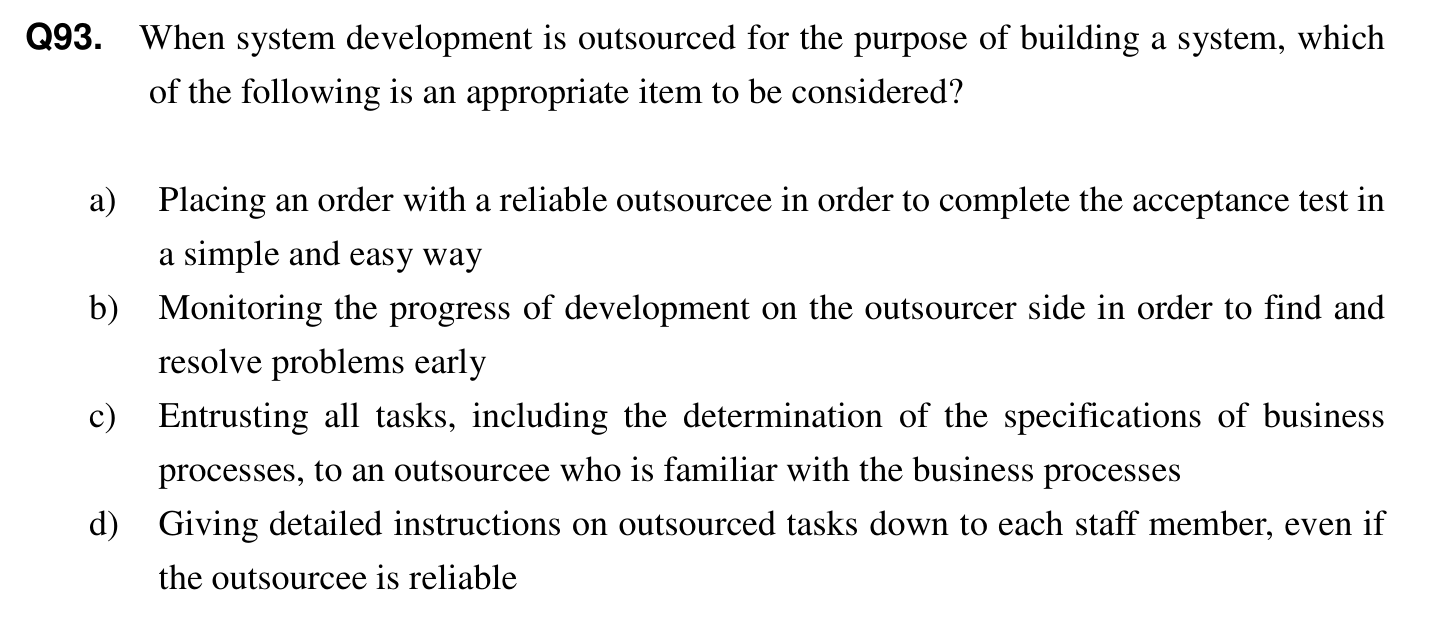 Q93. When system development is outsourced for the purpose of building a system, which
of the following is an appropriate item to be considered?
a) Placing an order with a reliable outsourcee in order to complete the acceptance test in
a simple and easy way
b) Monitoring the progress of development on the outsourcer side in order to find and
resolve problems early
c) Entrusting all tasks, including the determination of the specifications of business
processes, to an outsourcee who is familiar with the business processes
d) Giving detailed instructions on outsourced tasks down to each staff member, even if
the outsourcee is reliable